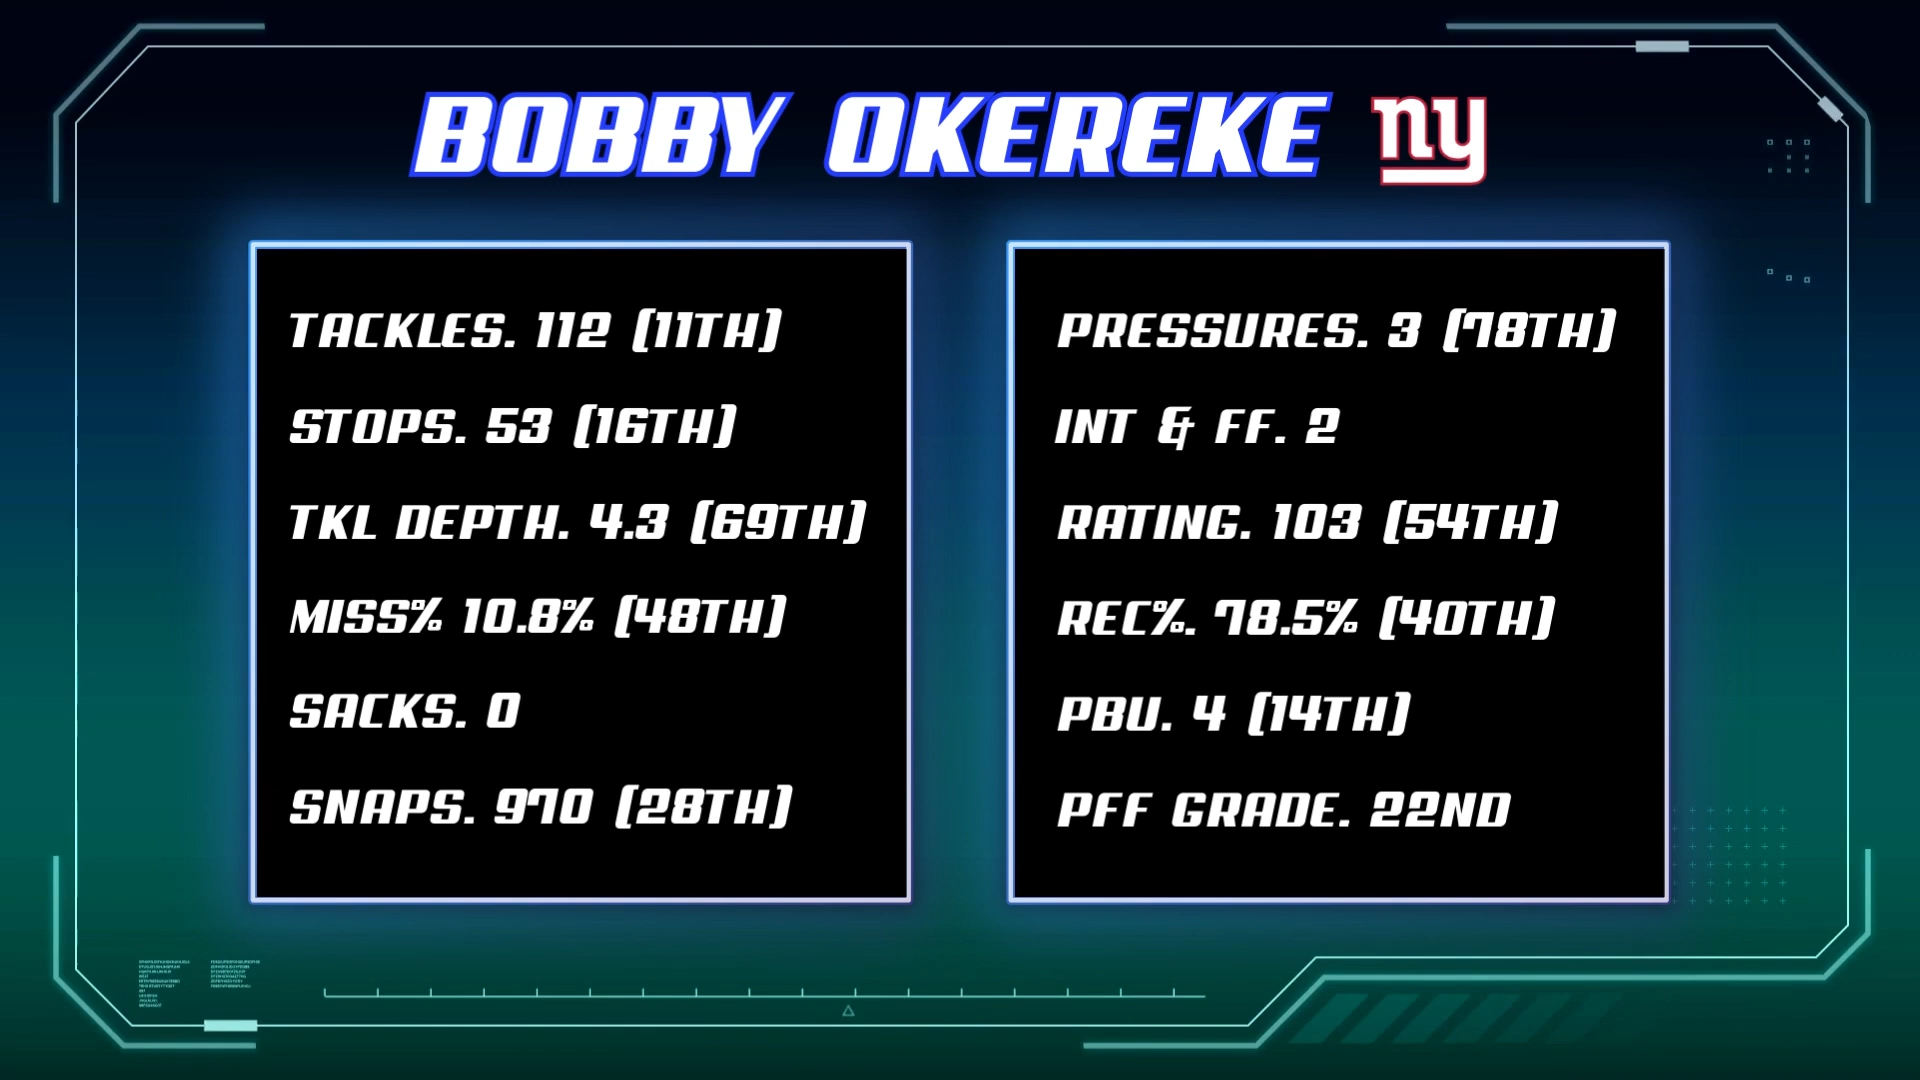 BOBBY OKEREKE ny
TACKLES. 112 (11TH)
STOPS. 53 (16TH)
TKL DEPTH. 4.3 (69TH)
MISS% 10.8% (48TH)
SACKS. 0
SNAPS. 970 (28TH)
PRESSURES. 3 (78TH)
INT & FF. 2
RATING. 103 (54TH)
REC%. 78.5% (40TH)
PBU. 4 (14TH)
PFF GRADE. 22ND